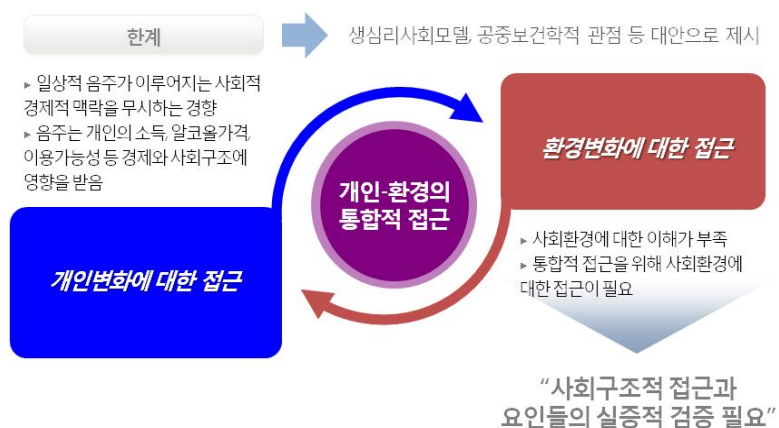 한계
생심리사회모델, 공중보건학적 관점 등 대안으로 제시
▸ 일상적 음주가 이루어지는 사회적
경제적 맥락을 무시하는 경향
▸ 음주는 개인의 소득, 알코올가격,
이용가능성 등 경제와 사회구조에
영향을 받음
개인변화에 대한 접근
개인-환경의
통합적 접근
환경변화에 대한 접근
▸ 사회환경에 대한 이해가 부족
▸ 통합적 접근을 위해 사회환경에
대한 접근이 필요
“사회구조적 접근과
요인들의 실증적 검증 필요”